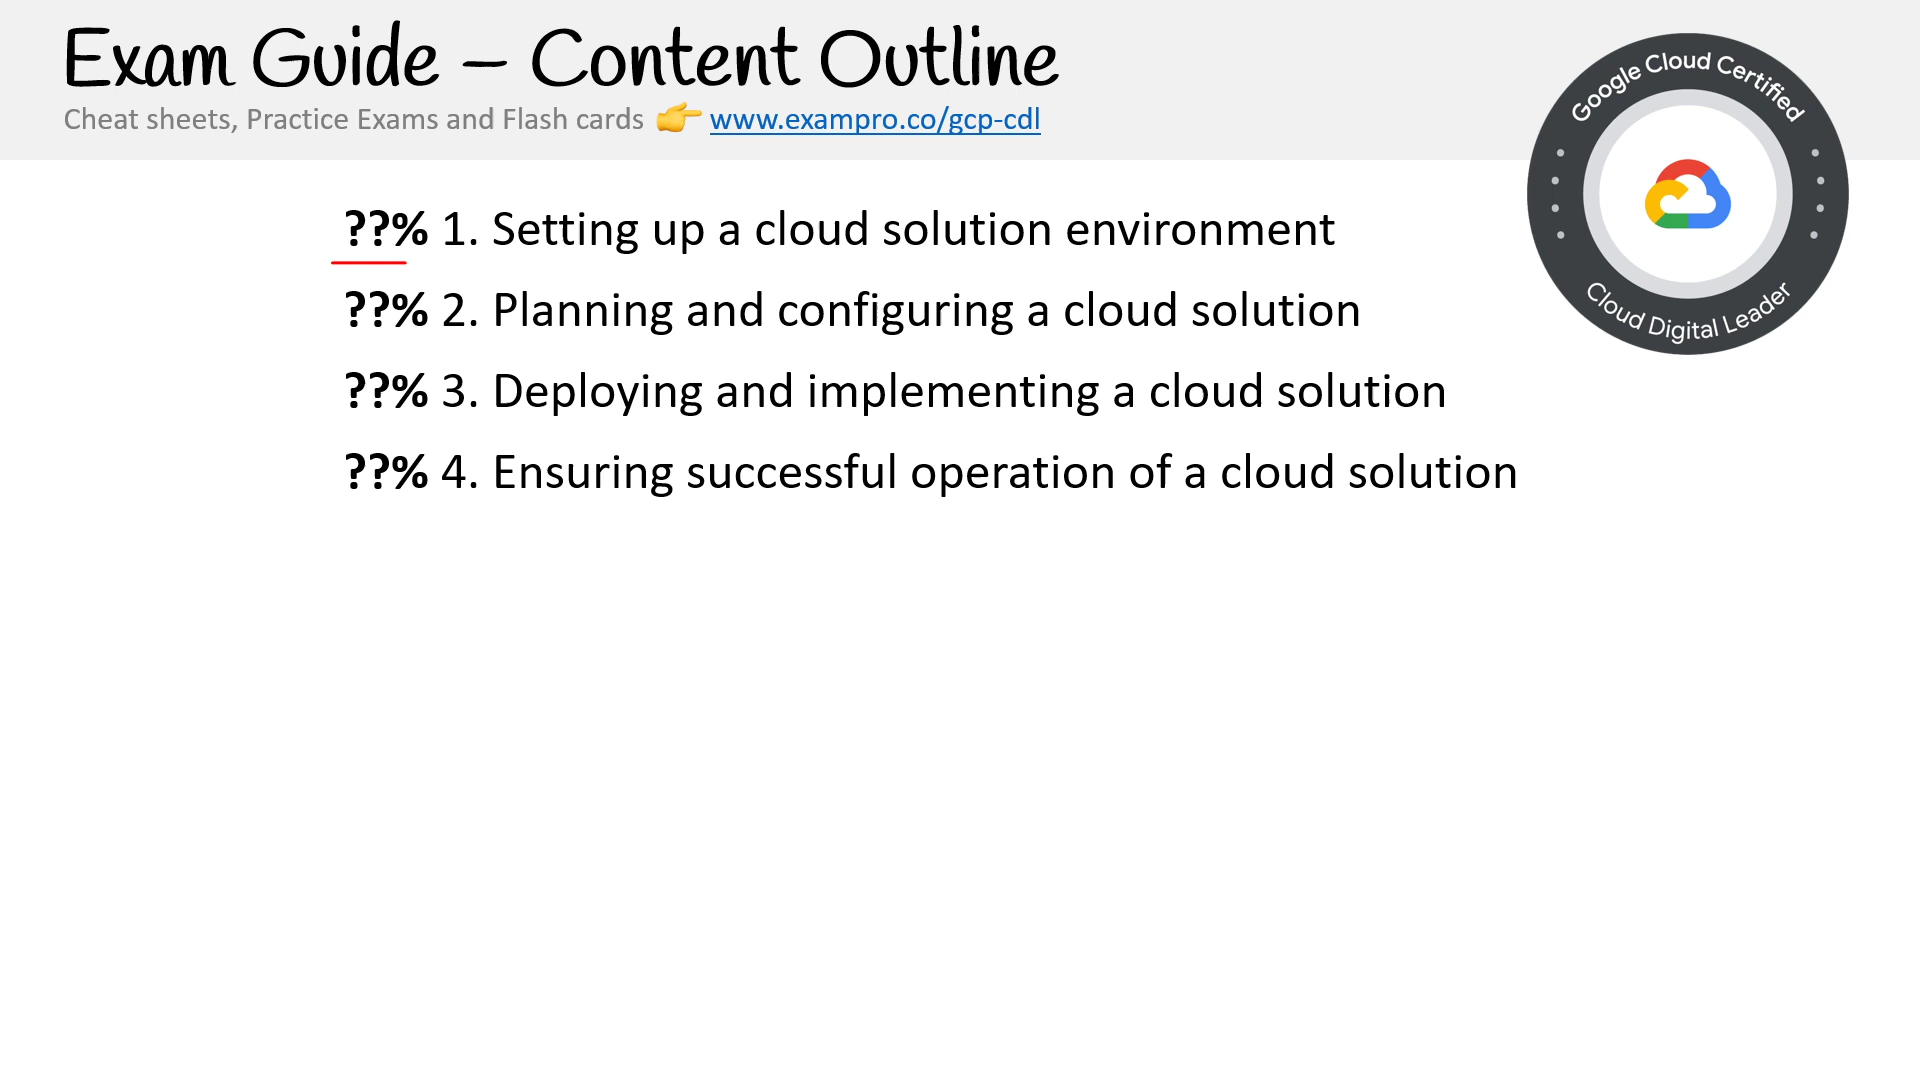 Exam Guide – Content Outline
Cheat sheets, Practice Exams and Flash cards 👉 www.exampro.co/gcp-cdl
Google Cloud Certified
Cloud Digital Leader
??% 1. Setting up a cloud solution environment
??% 2. Planning and configuring a cloud solution
??% 3. Deploying and implementing a cloud solution
??% 4. Ensuring successful operation of a cloud solution